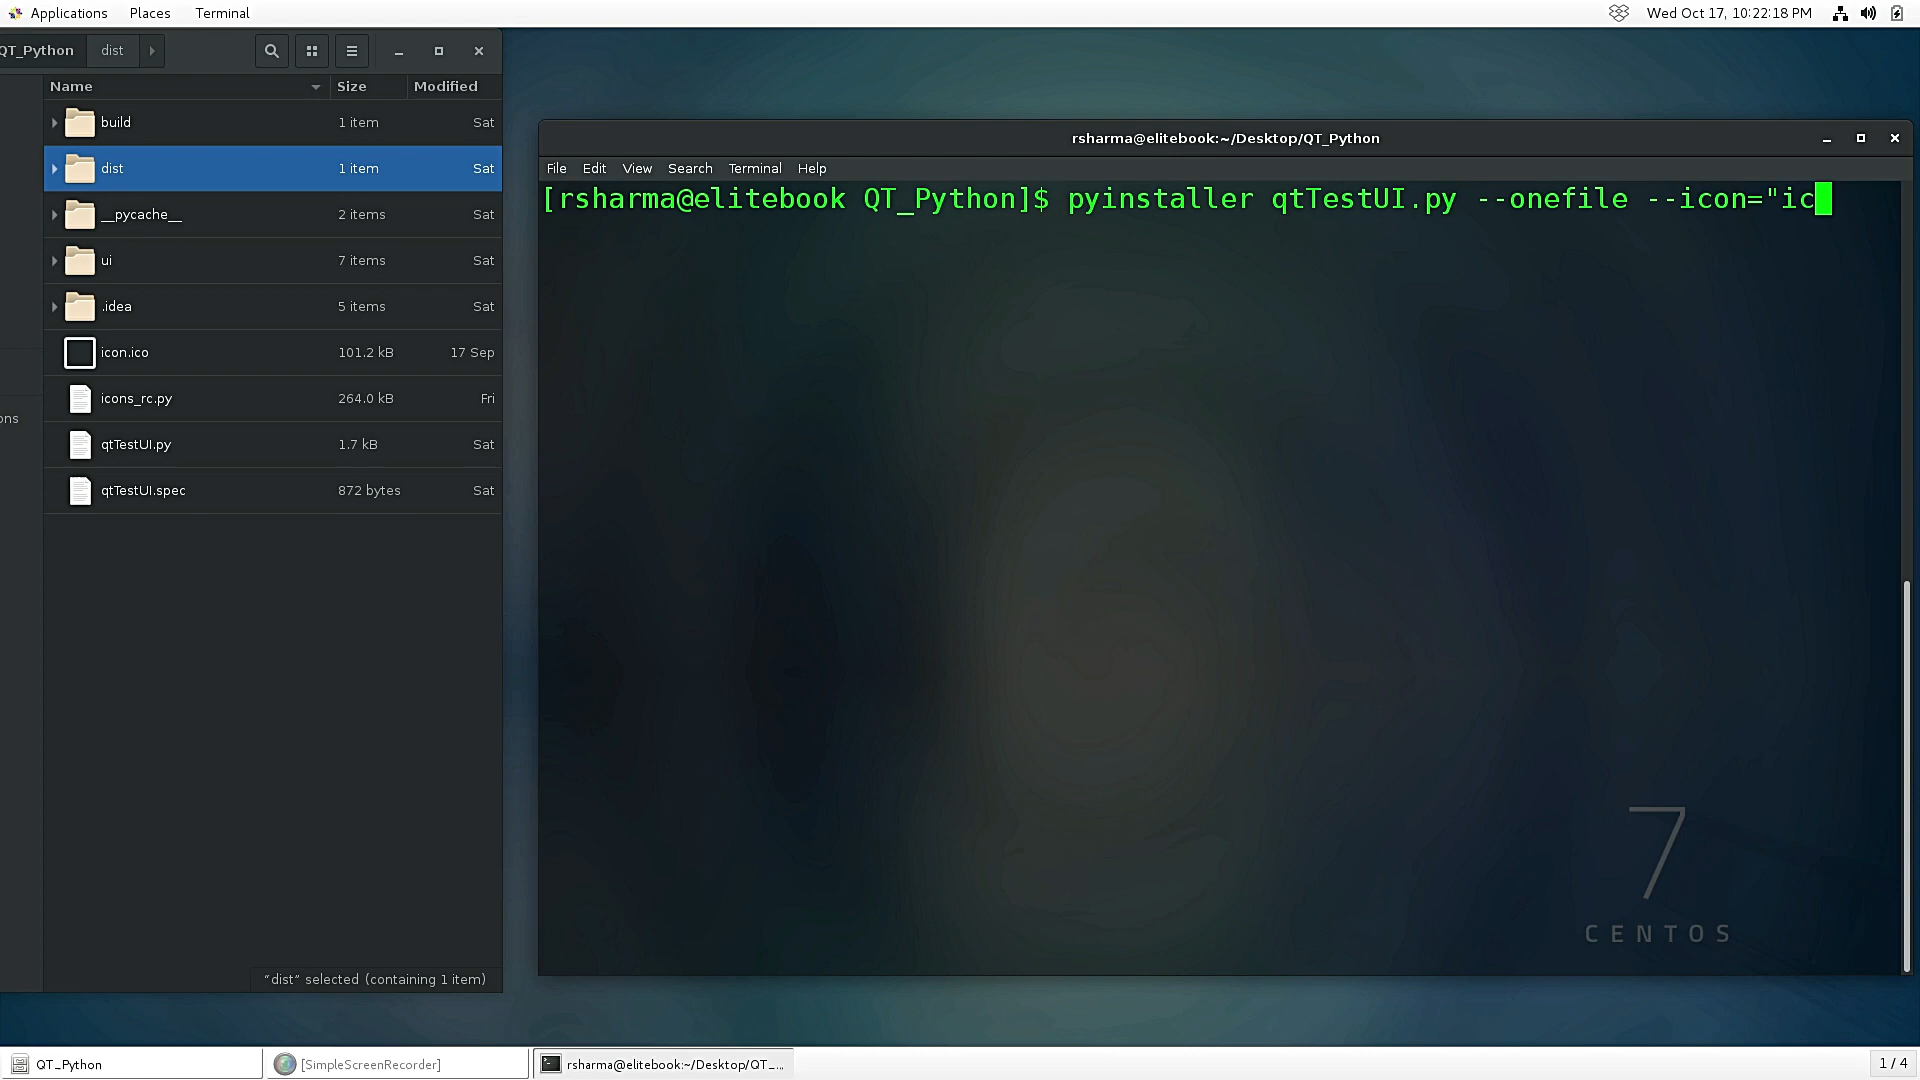 Applications Places Terminal
Wed Oct 17, 10:22:18 PM
QT_Python dist
Name Size Modified
build 1 item Sat
dist 1 item Sat
__pycache__ 2 items Sat
ui 7 items Sat
.idea 5 items Sat
icon.ico 101.2 kB 17 Sep
icons_rc.py 264.0 kB Fri
ons
qtTestUI.py 1.7 kB Sat
qtTestUI.spec 872 bytes Sat
“dist” selected (containing 1 item)
rsharma@elitebook:~/Desktop/QT_Python
File Edit View Search Terminal Help
[rsharma@elitebook QT_Python]$ pyinstaller qtTestUI.py --onefile --icon="ic
7
CENTOS
QT_Python
[SimpleScreenRecorder]
rsharma@elitebook:~/Desktop/QT_...
1 / 4